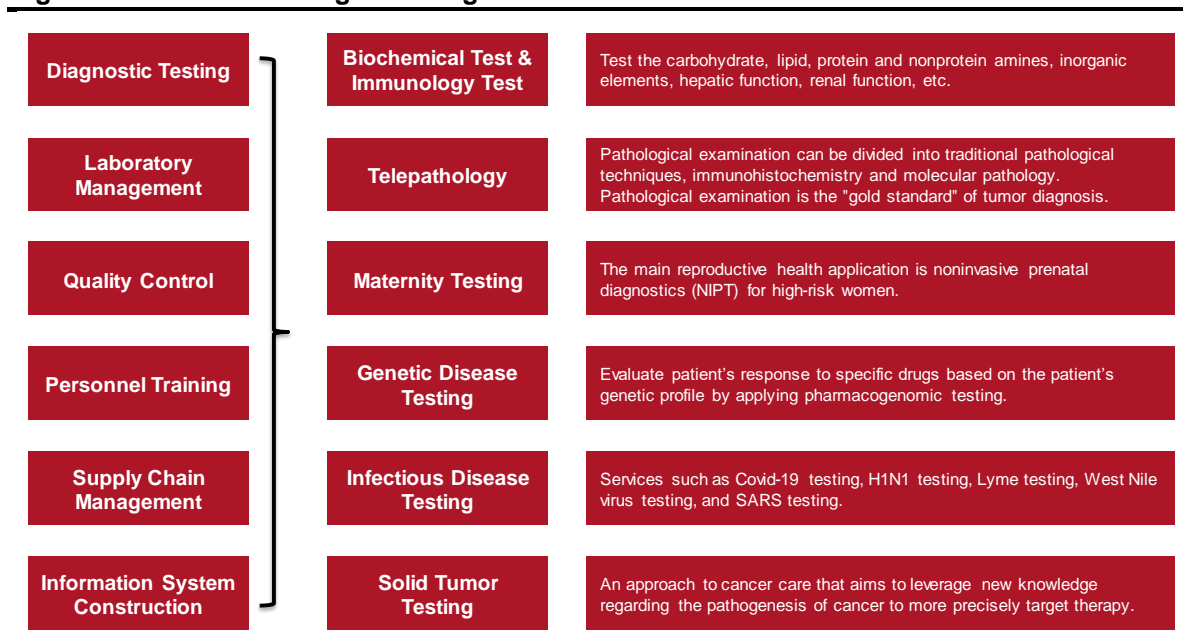 Diagnostic Testing
Biochemical Test &
Immunology Test
Test the carbohydrate, lipid, protein and nonprotein amines, inorganic
elements, hepatic function, renal function, etc.
Laboratory
Management
Telepathology
Pathological examination can be divided into traditional pathological
techniques, immunohistochemistry and molecular pathology.
Pathological examination is the "gold standard" of tumor diagnosis.
Quality Control
Maternity Testing
The main reproductive health application is noninvasive prenatal
diagnostics (NIPT) for high-risk women.
Personnel Training
Genetic Disease
Testing
Evaluate patient’s response to specific drugs based on the patient’s
genetic profile by applying pharmacogenomic testing.
Supply Chain
Management
Infectious Disease
Testing
Services such as Covid-19 testing, H1N1 testing, Lyme testing, West Nile
virus testing, and SARS testing.
Information System
Construction
Solid Tumor
Testing
An approach to cancer care that aims to leverage new knowledge
regarding the pathogenesis of cancer to more precisely target therapy.